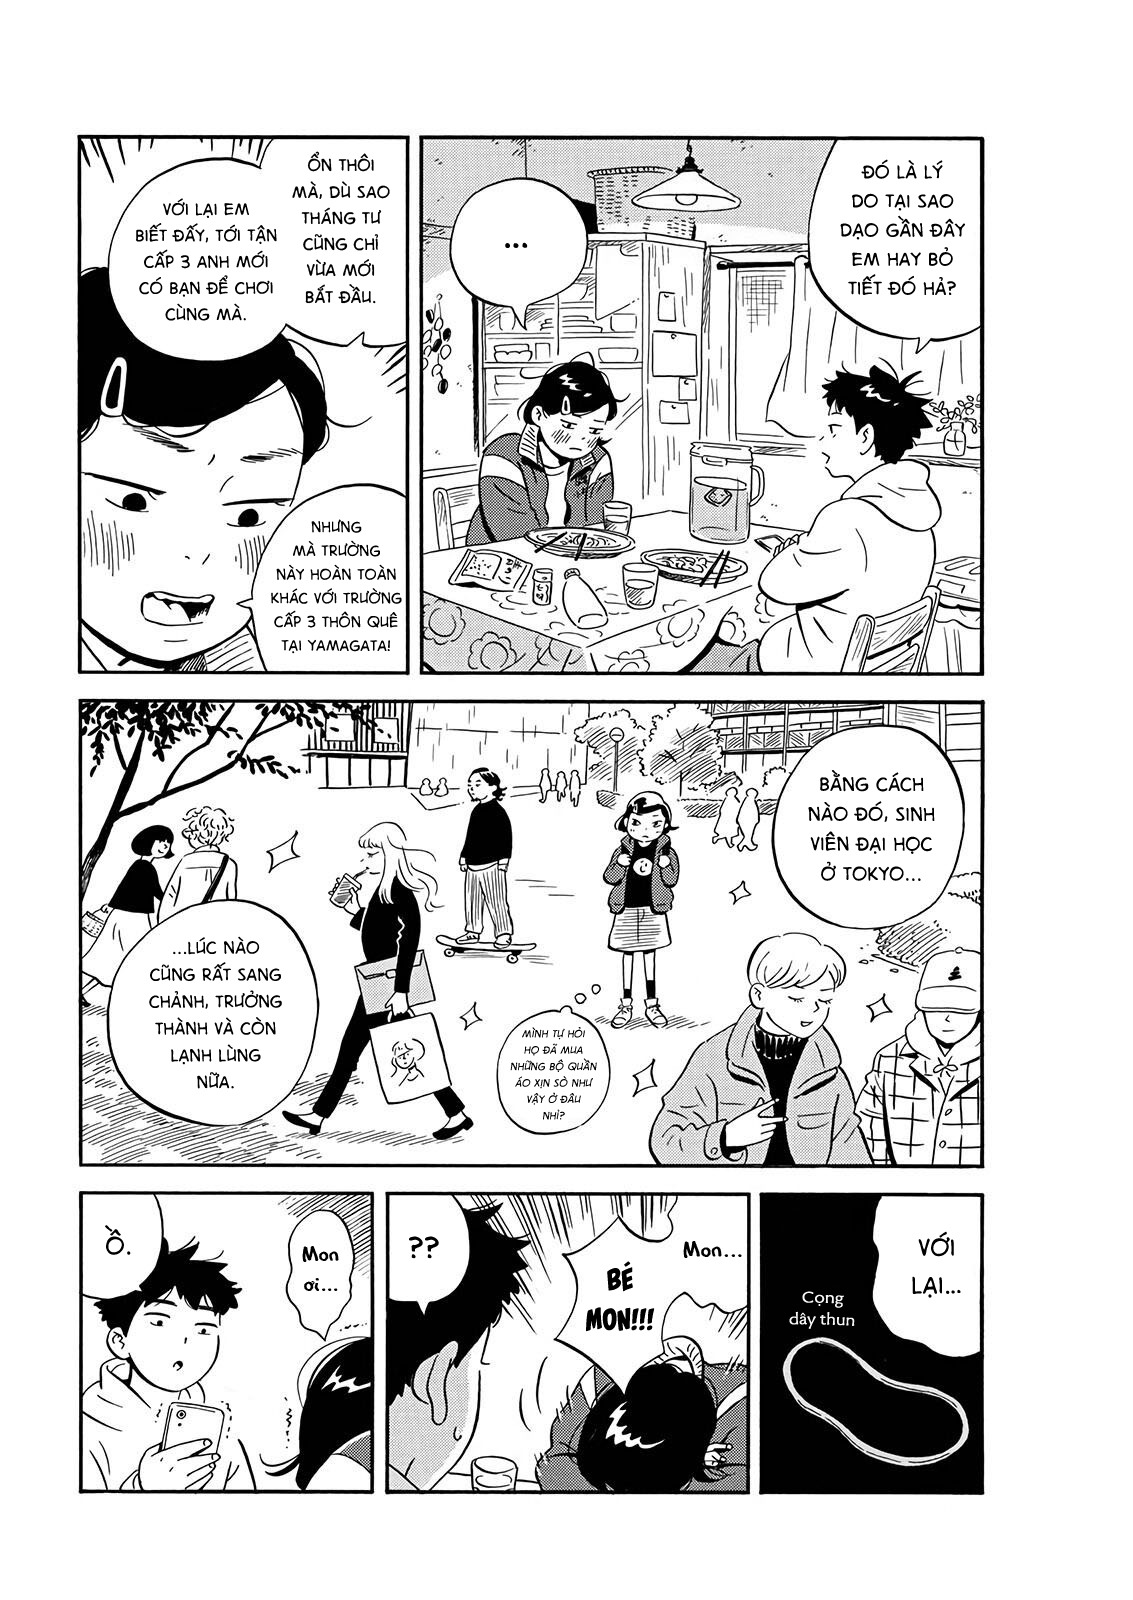 ĐÓ LÀ LÝ
DO TẠI SAO
DẠO GẦN ĐÂY
EM HAY BỎ
TIẾT ĐÓ HẢ?
...
ỔN THÔI
MÀ, DÙ SAO
THÁNG TƯ
CŨNG CHỈ
VỪA MỚI
BẮT ĐẦU.
VỚI LẠI EM
BIẾT ĐẤY, TỚI TẬN
CẤP 3 ANH MỚI
CÓ BẠN ĐỂ CHƠI
CÙNG MÀ.
NHƯNG
MÀ TRƯỜNG
NÀY HOÀN TOÀN
KHÁC VỚI TRƯỜNG
CẤP 3 THÔN QUÊ
TẠI YAMAGATA!
BẰNG CÁCH
NÀO ĐÓ, SINH
VIÊN ĐẠI HỌC
Ở TOKYO...
MÌNH TỰ HỎI
HỌ ĐÃ MUA
NHỮNG BỘ QUẦN
ÁO XỊN SÒ NHƯ
VẬY Ở ĐÂU
NHỈ?
...LÚC NÀO
CŨNG RẤT SANG
CHẢNH, TRƯỞNG
THÀNH VÀ CÒN
LẠNH LÙNG
NỮA.
VỚI
LẠI...
Cọng
dây thun
Mon...
BÉ
MON!!!
??
Mon
ơi...
Ồ.